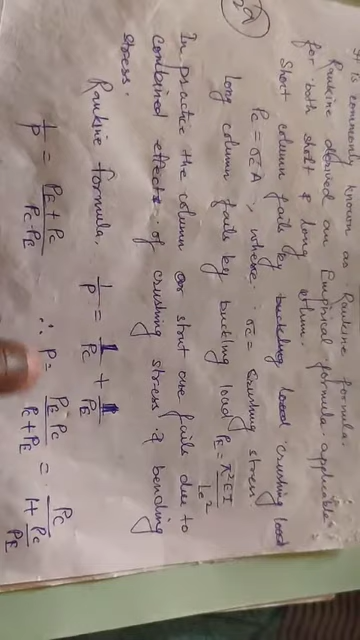 It is commonly known as Rankine formula.
Rankine derived an Empirical formula applicable
for both short & long column.
Short column fails by buckling load crushing load
Pc = σcA, where σc = Crushing stress
long column fails by buckling load PE = π²EI / Le²
In practice the column or strut are fails due to
combined effects of crushing stress & bending
stress.
Rankine formula, 1/P = 1/Pc + 1/PE
1/P = PE + Pc / Pc PE ∴ P = PE Pc / Pc + PE = Pc / 1 + Pc/PE